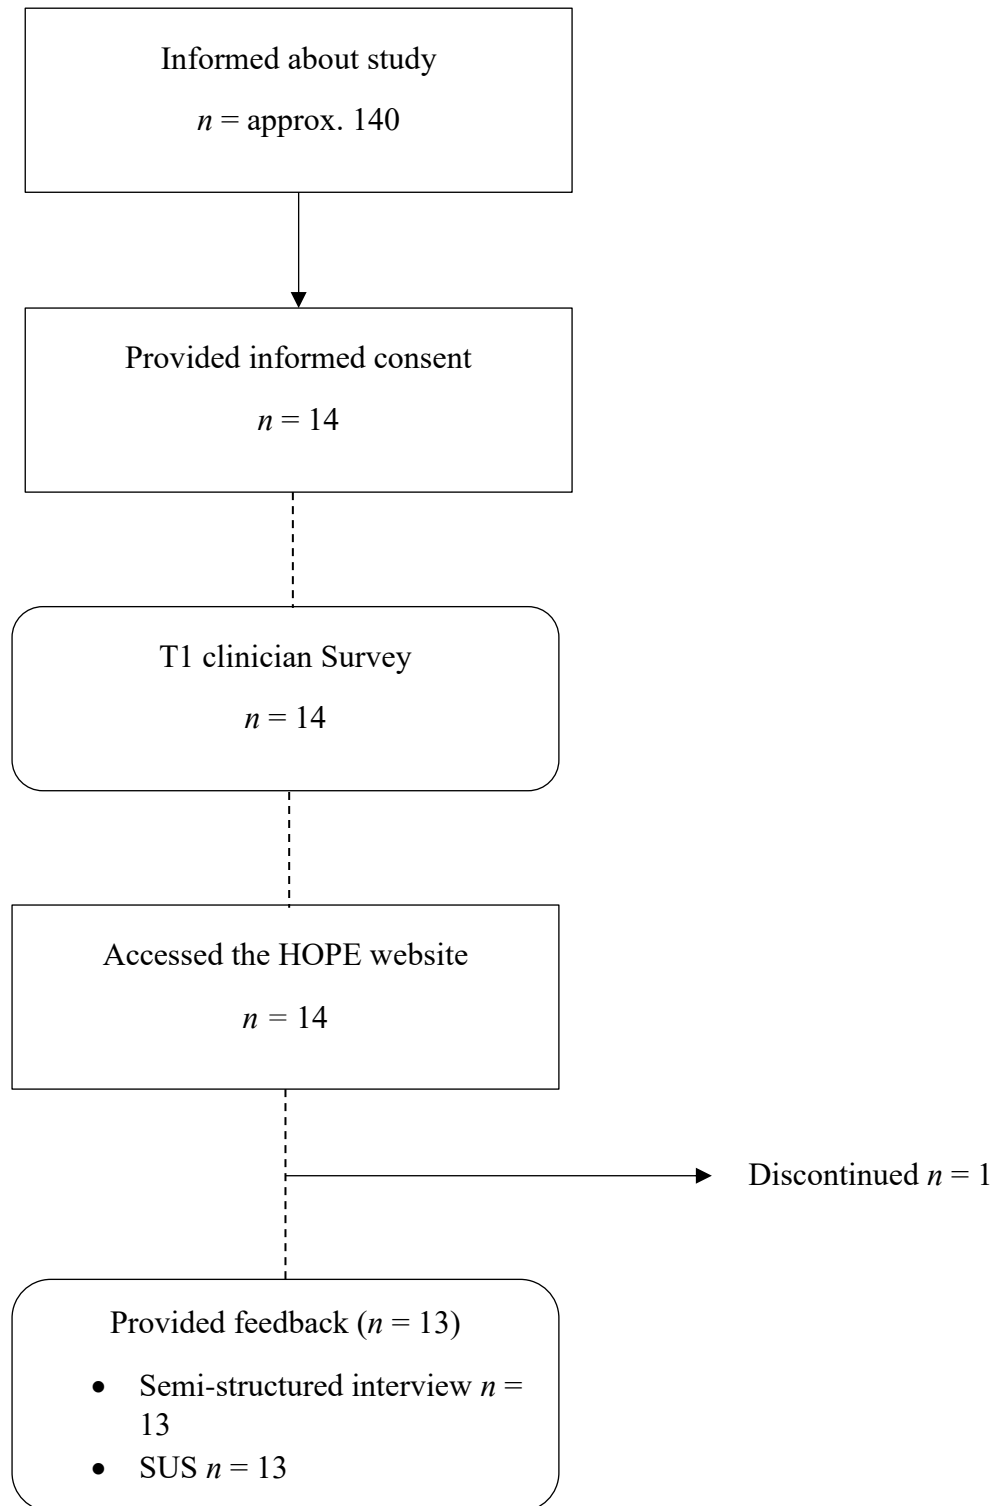 Informed about study
n = approx. 140
Provided informed consent
n = 14
T1 clinician Survey
n = 14
Accessed the HOPE website
n = 14
Discontinued n = 1
Provided feedback (n = 13)
• Semi-structured interview n =
13
• SUS n = 13